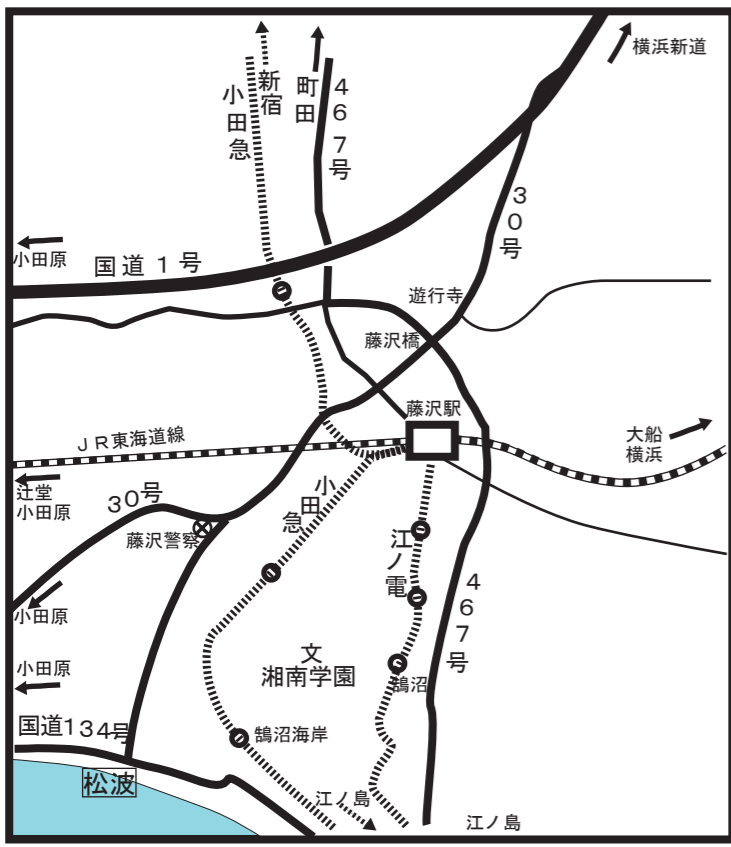 横浜新道
新宿
小田急
町田
467号
30号
小田原
国道1号
遊行寺
藤沢橋
藤沢駅
JR東海道線
大船
横浜
辻堂
小田原
30号
藤沢警察
小田急
江ノ電
467号
小田原
文
湘南学園
小田原
鵠沼
国道134号
鵠沼海岸
松波
江ノ島
江ノ島